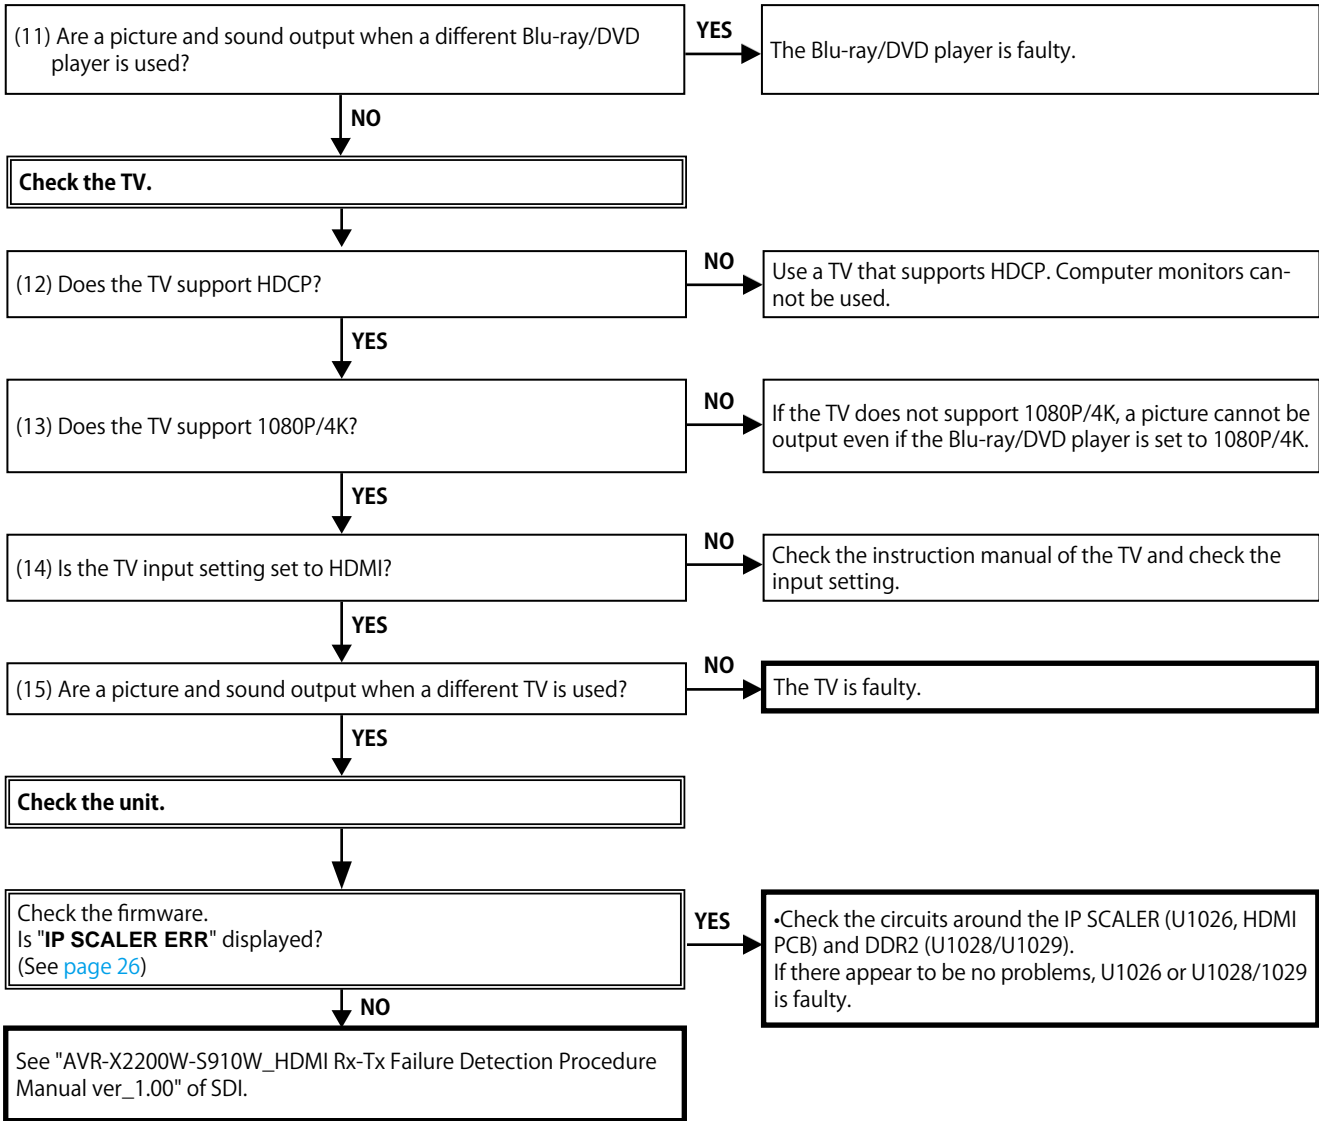 (11) Are a picture and sound output when a different Blu-ray/DVD
player is used?
YES
The Blu-ray/DVD player is faulty.
NO
Check the TV.
(12) Does the TV support HDCP?
NO
Use a TV that supports HDCP. Computer monitors can-
not be used.
YES
(13) Does the TV support 1080P/4K?
NO
If the TV does not support 1080P/4K, a picture cannot be
output even if the Blu-ray/DVD player is set to 1080P/4K.
YES
(14) Is the TV input setting set to HDMI?
NO
Check the instruction manual of the TV and check the
input setting.
YES
(15) Are a picture and sound output when a different TV is used?
NO
The TV is faulty.
YES
Check the unit.
Check the firmware.
Is "IP SCALER ERR" displayed?
(See page 26)
YES
•Check the circuits around the IP SCALER (U1026, HDMI
PCB) and DDR2 (U1028/U1029).
If there appear to be no problems, U1026 or U1028/1029
is faulty.
NO
See "AVR-X2200W-S910W_HDMI Rx-Tx Failure Detection Procedure
Manual ver_1.00" of SDI.